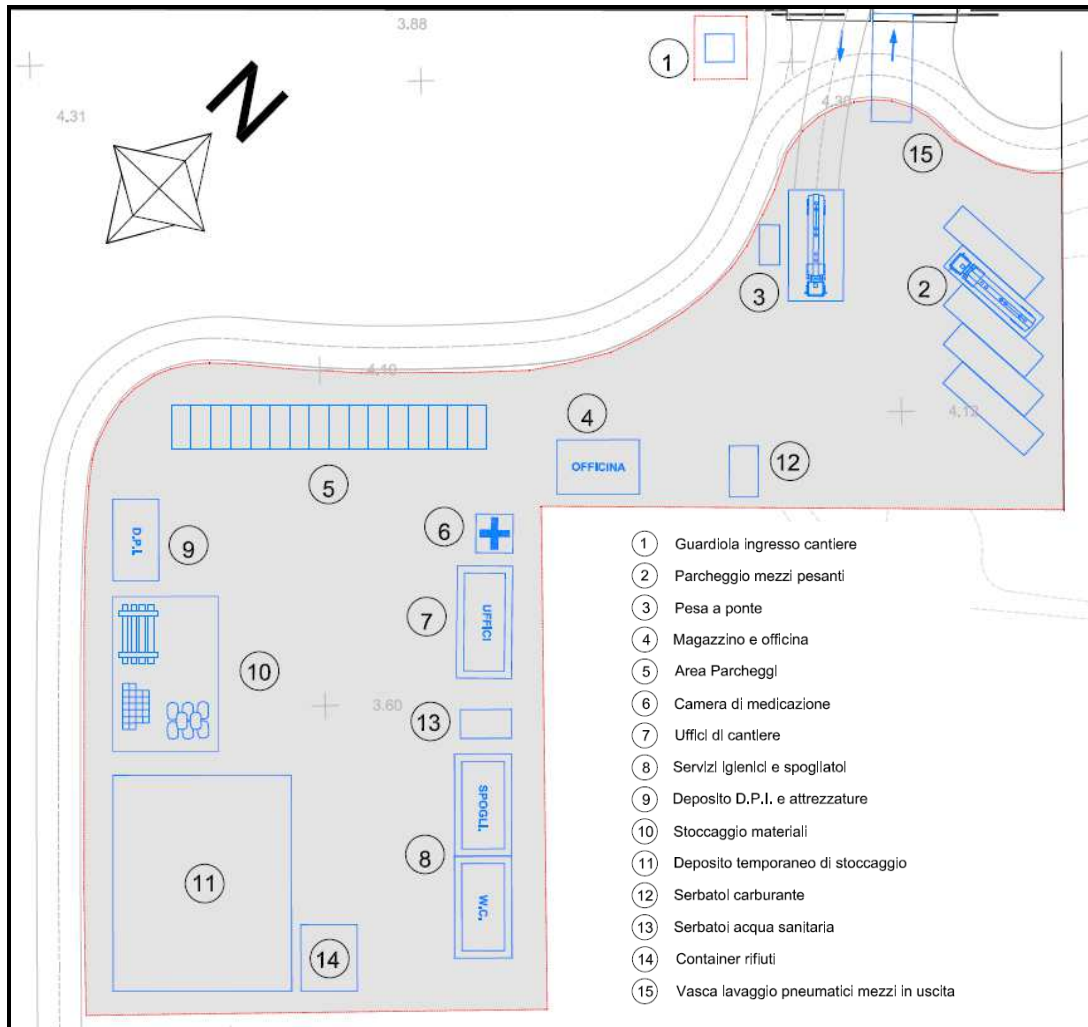 3.88
1
4.31
N
4.30
15
2
3
4.10
4
4.12
OFFICINA
12
5
D.P.I.
9
6
UFFICI
7
10
3.60
13
SPOGLI.
8
W.C.
11
14
1 Guardiola ingresso cantiere
2 Parcheggio mezzi pesanti
3 Pesa a ponte
4 Magazzino e officina
5 Area Parcheggi
6 Camera di medicazione
7 Uffici di cantiere
8 Servizi igienici e spogliatoi
9 Deposito D.P.I. e attrezzature
10 Stoccaggio materiali
11 Deposito temporaneo di stoccaggio
12 Serbatoi carburante
13 Serbatoi acqua sanitaria
14 Container rifiuti
15 Vasca lavaggio pneumatici mezzi in uscita